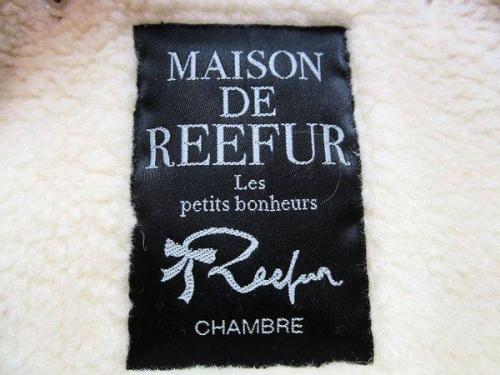 MAISON
DE
REEFUR
Les
petits bonheurs
Reefur
CHAMBRE